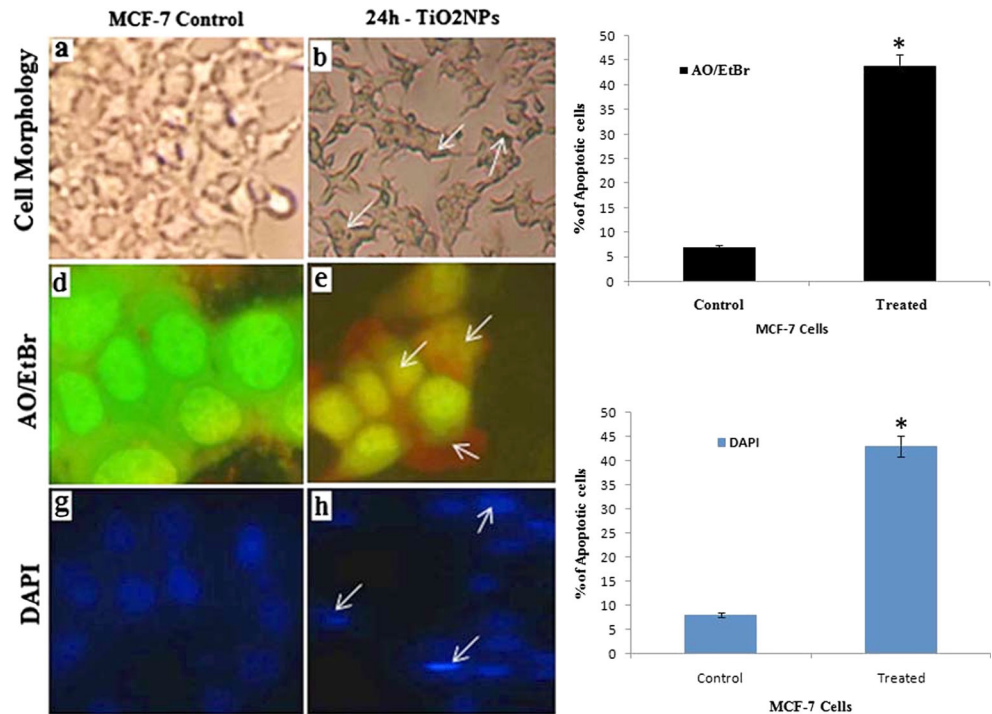 MCF-7 Control
24h - TiO2NPs
Cell Morphology
a
b
AO/EtBr
d
e
DAPI
g
h
% of Apoptotic cells
50
45
40
35
30
25
20
15
10
5
0
AO/EtBr
*
Control
Treated
MCF-7 Cells
% of Apoptotic cells
50
45
40
35
30
25
20
15
10
5
0
DAPI
*
Control
Treated
MCF-7 Cells